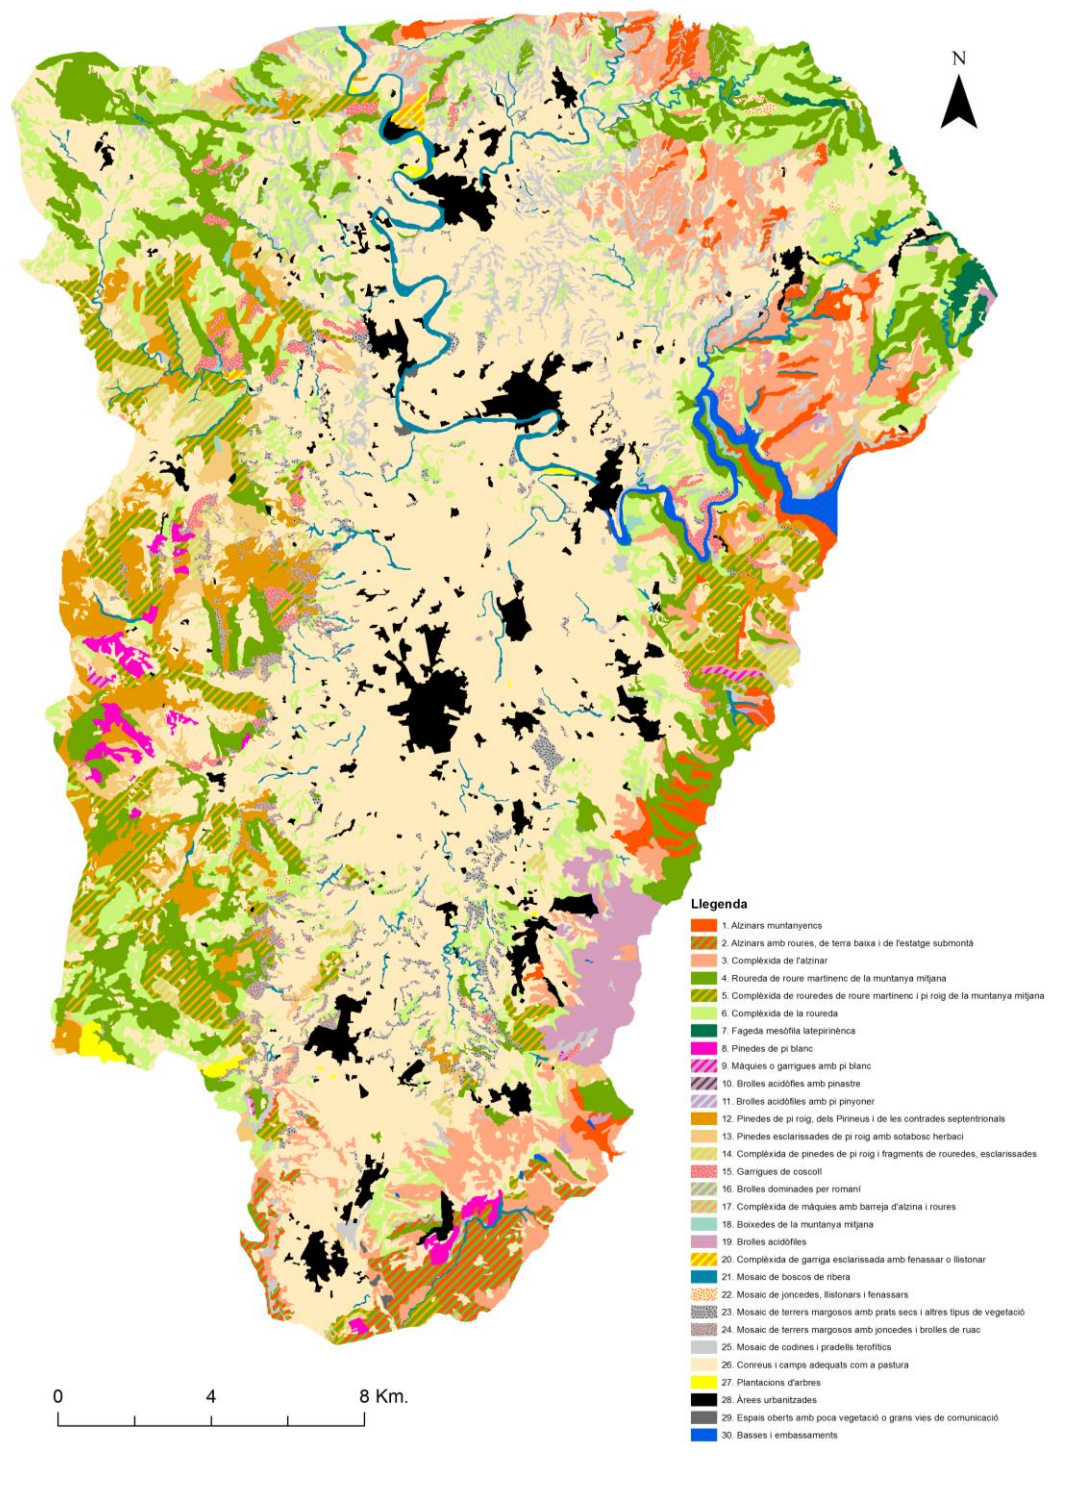 N
Llegenda
1. Alzinars muntanyencs
2. Alzinars amb roures, de terra baixa i de l'estatge submontà
3. Complèxida de l'alzinar
4. Roureda de roure martinenc de la muntanya mitjana
5. Complèxida de rouredes de roure martinenc i pi roig de la muntanya mitjana
6. Complèxida de la roureda
7. Fageda mesòfila latepirinènca
8. Pinedes de pi blanc
9. Màquies o garrigues amb pi blanc
10. Brolles acidòfiles amb pinastre
11. Brolles acidòfiles amb pi pinyoner
12. Pinedes de pi roig, dels Pirineus i de les contrades septentrionals
13. Pinedes esclarissades de pi roig amb sotabosc herbaci
14. Complèxida de pinedes de pi roig i fragments de rouredes, esclarissades
15. Garrigues de coscoll
16. Brolles dominades per romaní
17. Complèxida de màquies amb barreja d'alzina i roures
18. Boixedes de la muntanya mitjana
19. Brolles acidòfiles
20. Complèxida de garriga esclarissada amb fenassar o llistonar
21. Mosaic de boscos de ribera
22. Mosaic de joncedes, llistonars i fenassars
23. Mosaic de terrers margosos amb prats secs i altres tipus de vegetació
24. Mosaic de terrers margosos amb joncedes i brolles de ruac
25. Mosaic de codines i pradells terofítics
26. Conreus i camps adequats com a pastura
27. Plantacions d'arbres
28. Àrees urbanitzades
29. Espais oberts amb poca vegetació o grans vies de comunicació
30. Basses i embassaments
0 4 8 Km.